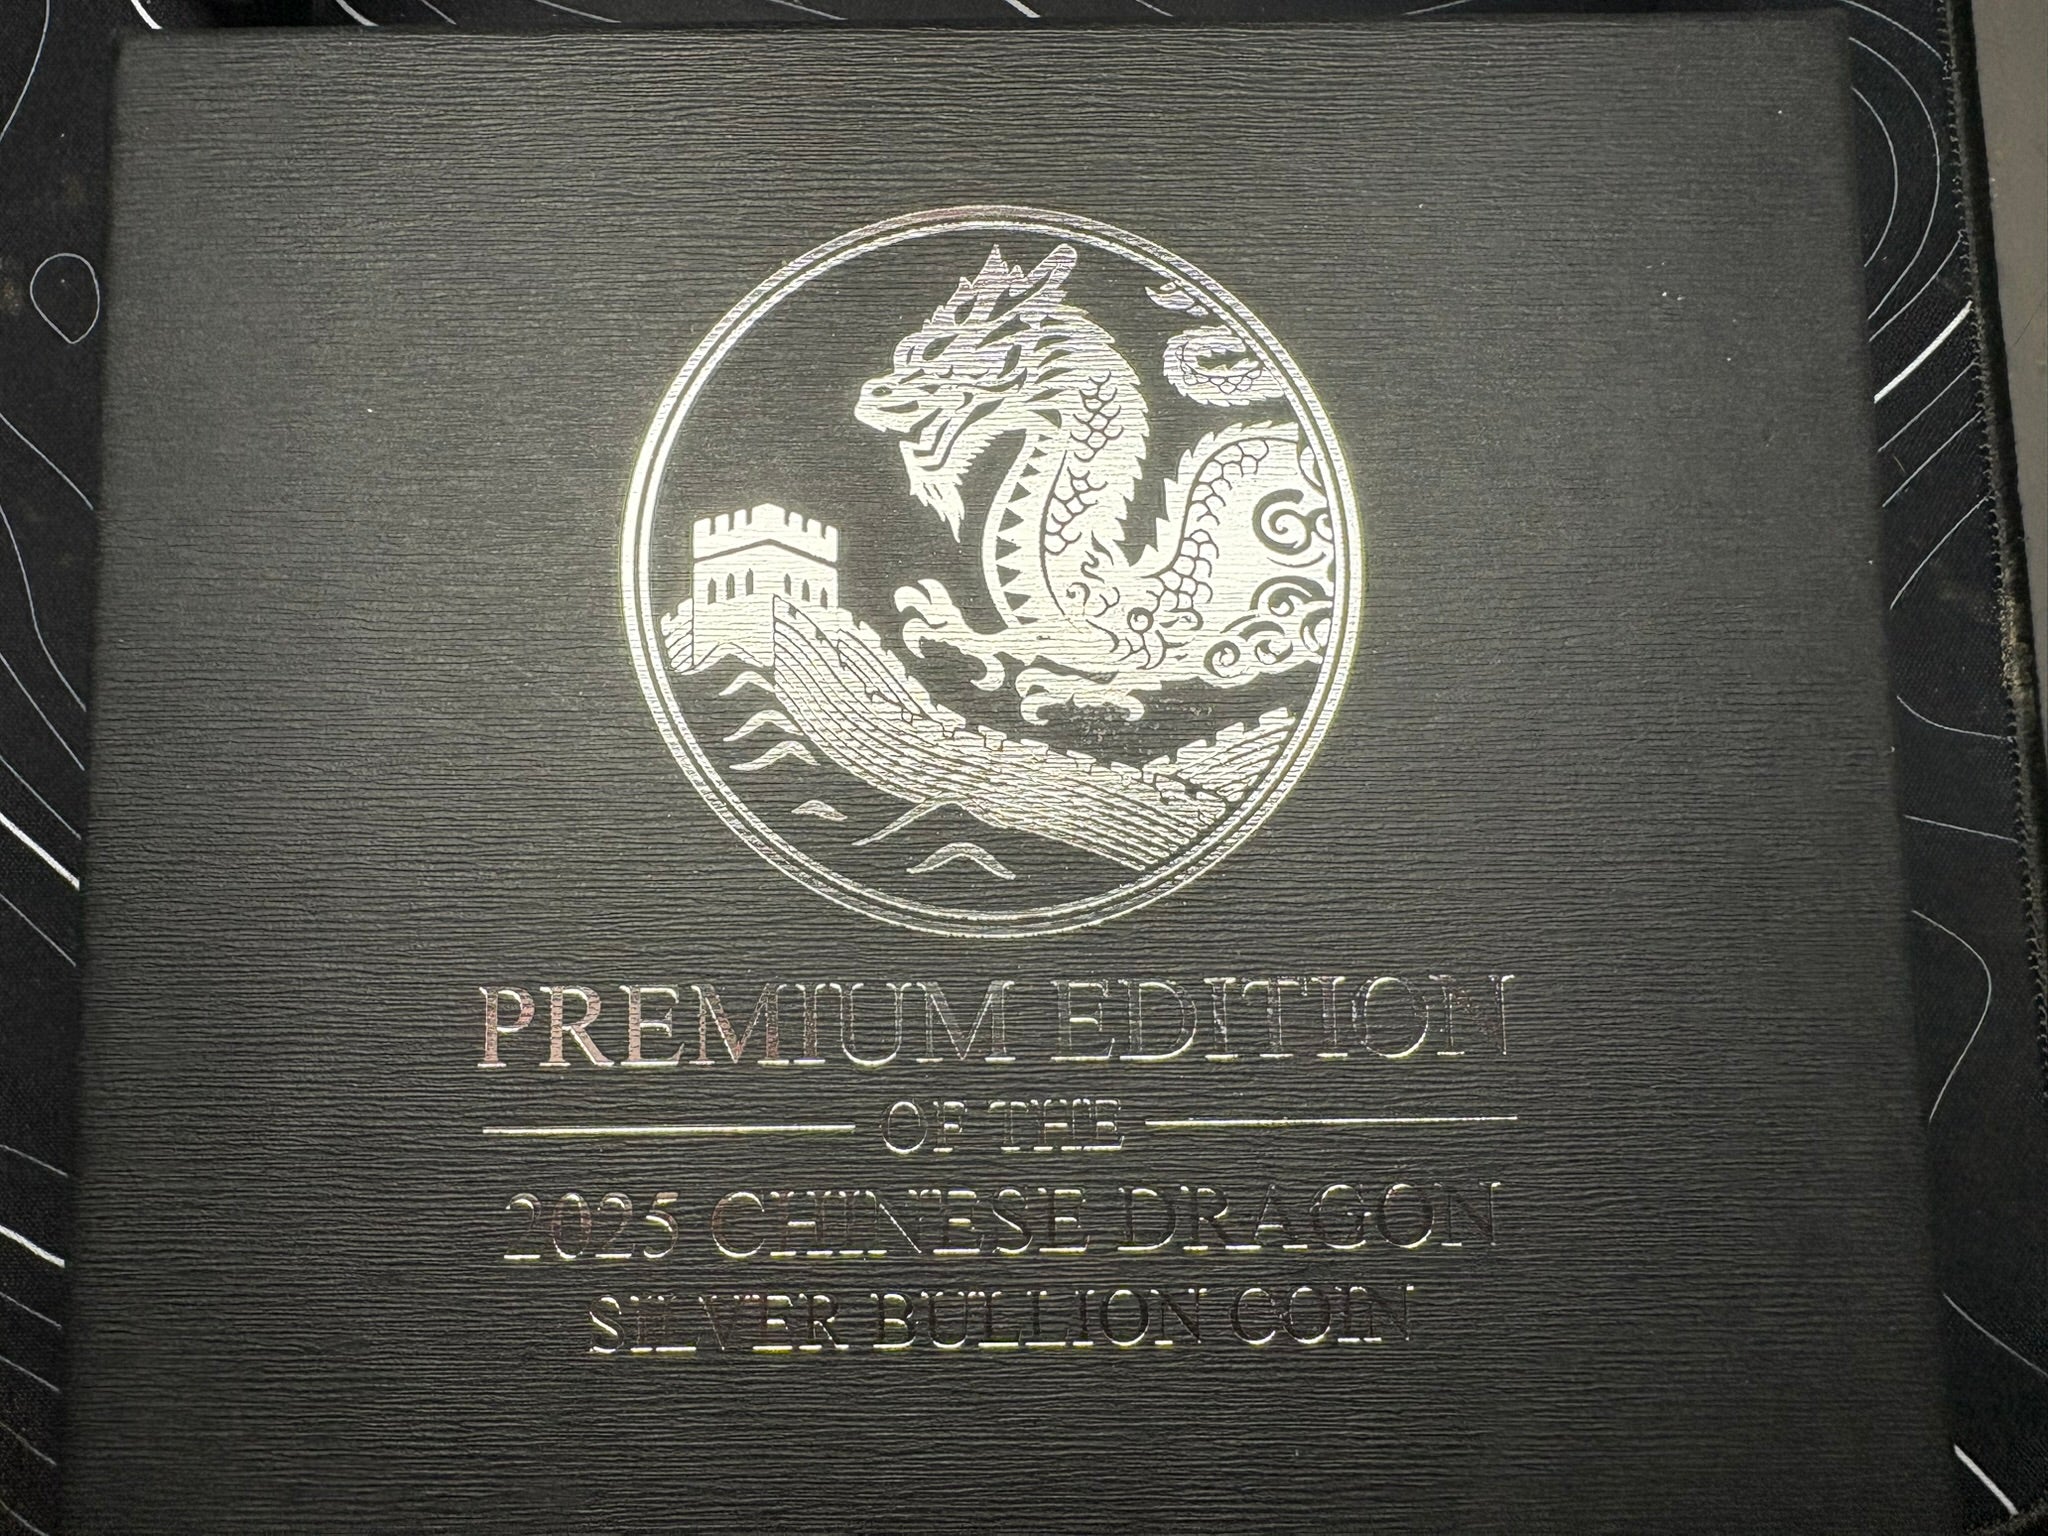 PREMIUM EDITION
OF THE
2025 CHINESE DRAGON
SILVER BULLION COIN